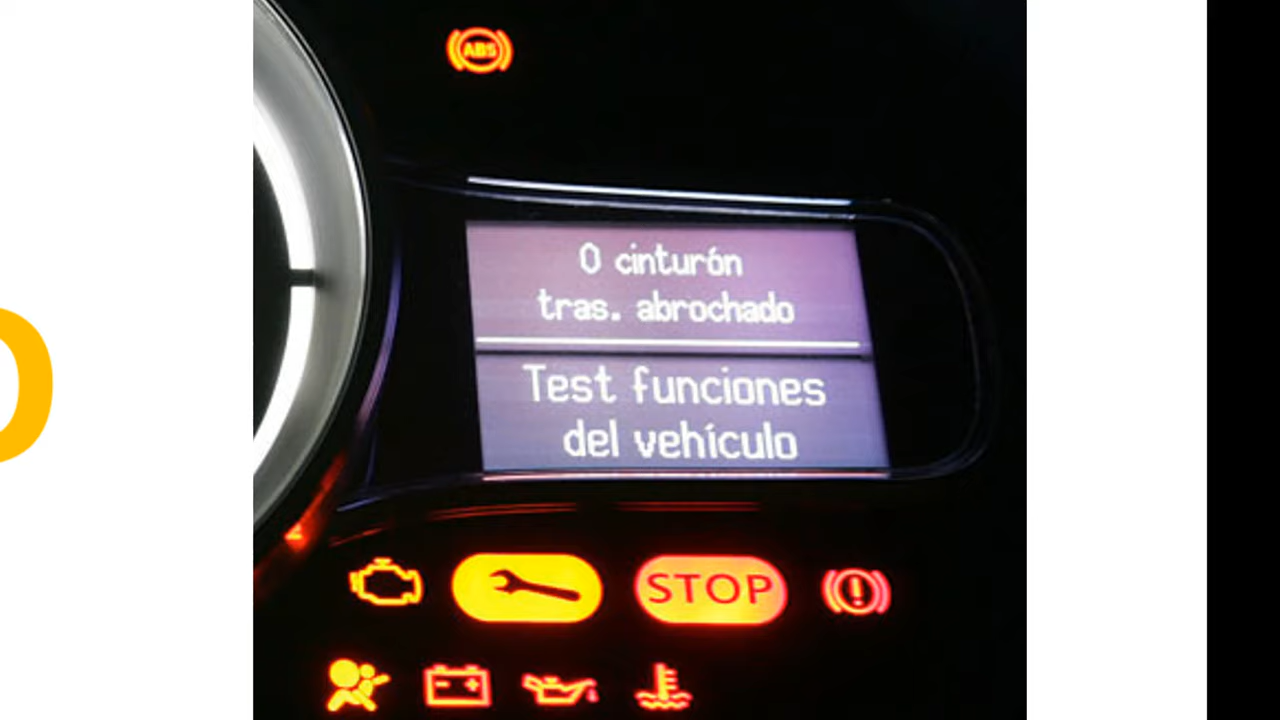 ABS
0 cinturón
tras. abrochado
Test funciones
del vehículo
STOP